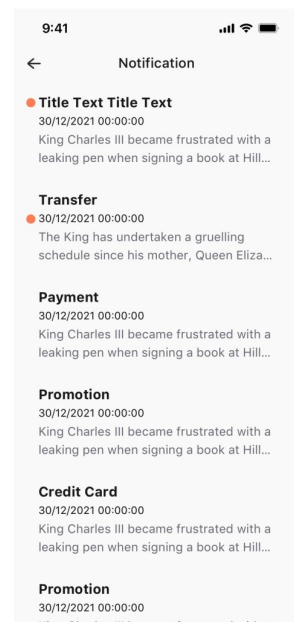 9:41
Notification
Title Text Title Text
30/12/2021 00:00:00
King Charles III became frustrated with a
leaking pen when signing a book at Hill...
Transfer
30/12/2021 00:00:00
The King has undertaken a gruelling
schedule since his mother, Queen Eliza...
Payment
30/12/2021 00:00:00
King Charles III became frustrated with a
leaking pen when signing a book at Hill...
Promotion
30/12/2021 00:00:00
King Charles III became frustrated with a
leaking pen when signing a book at Hill...
Credit Card
30/12/2021 00:00:00
King Charles III became frustrated with a
leaking pen when signing a book at Hill...
Promotion
30/12/2021 00:00:00